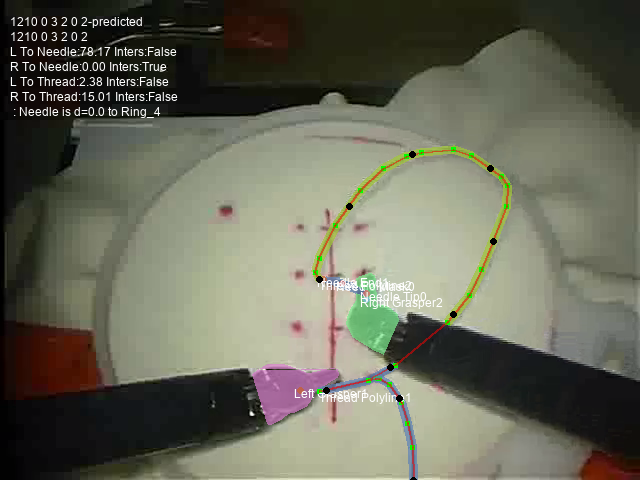 1210 0 3 2 0 2-predicted
1210 0 3 2 0 2
L To Needle:78.17 Inters:False
R To Needle:0.00 Inters:True
L To Thread:2.38 Inters:False
R To Thread:15.01 Inters:False
: Needle is d=0.0 to Ring_4
Needle Tip0
Right Grasper2
Left Grasper1
Thread Polyline1